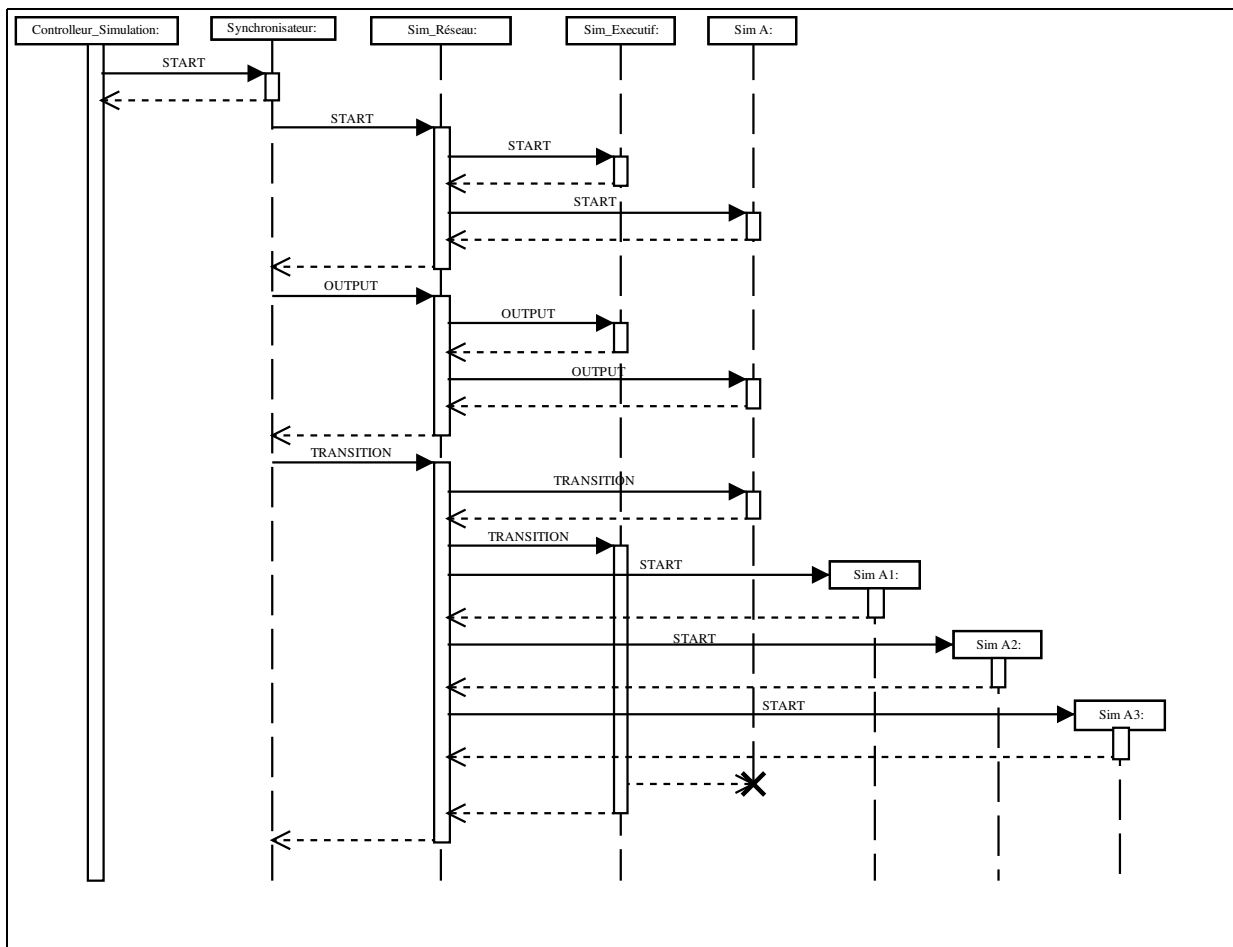 Controlleur_Simulation:
Synchronisateur:
Sim_Réseau:
Sim_Executif:
Sim A:
START
START
START
START
OUTPUT
OUTPUT
OUTPUT
TRANSITION
TRANSITION
TRANSITION
START
Sim A1:
START
Sim A2:
START
Sim A3: